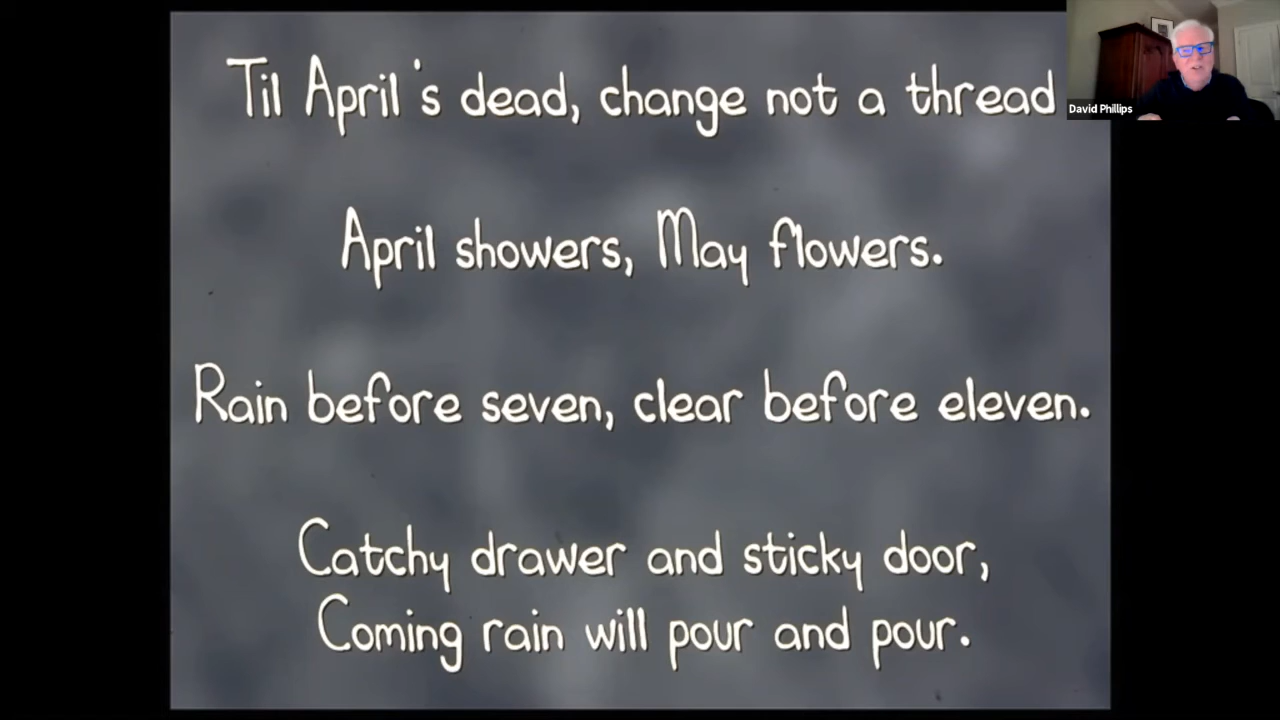 Til April's dead, change not a thread
David Phillips
April showers, May flowers.
Rain before seven, clear before eleven.
Catchy drawer and sticky door,
Coming rain will pour and pour.